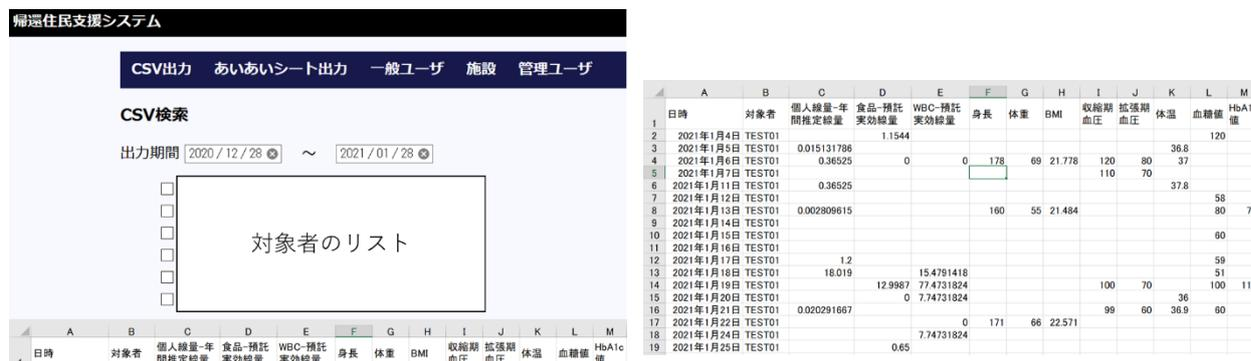 帰還住民支援システム
CSV出力 あいあいシート出力 一般ユーザ 施設 管理ユーザ
CSV検索
出力期間 2020/12/28 ～ 2021/01/28
対象者のリスト
A B C D E F G H I J K L M
日時 対象者 個人線量-年 食品-預託 WBC-預託 身長 体重 BMI 収縮期 拡張期 体温 血糖値 HbA1c
間推定線量 実効線量 実効線量 血圧 血圧 値
A B C D E F G H I J K L M
1 日時 対象者 個人線量-年 食品-預託 WBC-預託 身長 体重 BMI 収縮期 拡張期 体温 血糖値 HbA1
間推定線量 実効線量 実効線量 血圧 血圧 値
2 2021年1月4日 TEST01 1.1544 120
3 2021年1月5日 TEST01 0.015131786 36.8
4 2021年1月6日 TEST01 0.36525 0 0 178 69 21.778 120 80 37
5 2021年1月7日 TEST01 110 70
6 2021年1月11日 TEST01 0.36525 37.8
7 2021年1月12日 TEST01 58
8 2021年1月13日 TEST01 0.002809615 160 55 21.484 80 7
9 2021年1月14日 TEST01
10 2021年1月15日 TEST01 60
11 2021年1月16日 TEST01
12 2021年1月17日 TEST01 1.2 59
13 2021年1月18日 TEST01 18.019 15.4791418 51
14 2021年1月19日 TEST01 12.9987 77.4731824 100 70 100 11
15 2021年1月20日 TEST01 0 7.74731824 36
16 2021年1月21日 TEST01 0.020291667 99 60 36.9 60
17 2021年1月22日 TEST01 0 171 66 22.571
18 2021年1月24日 TEST01 7.74731824
19 2021年1月25日 TEST01 0.65